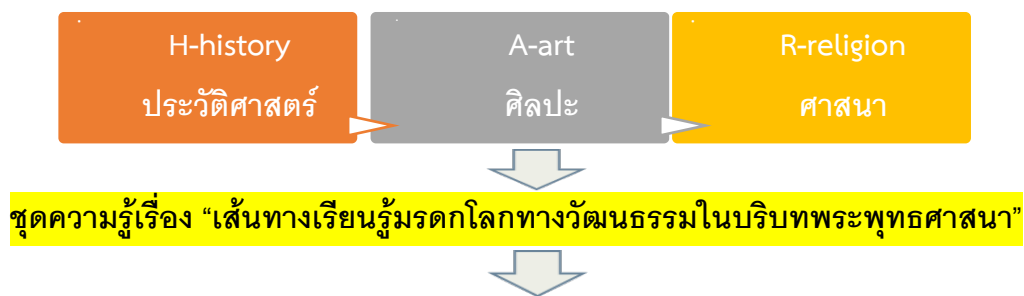 H-history
ประวัติศาสตร์
A-art
ศิลปะ
R-religion
ศาสนา
ชุดความรู้เรื่อง “เส้นทางเรียนรู้มรดกโลกทางวัฒนธรรมในบริบทพระพุทธศาสนา”